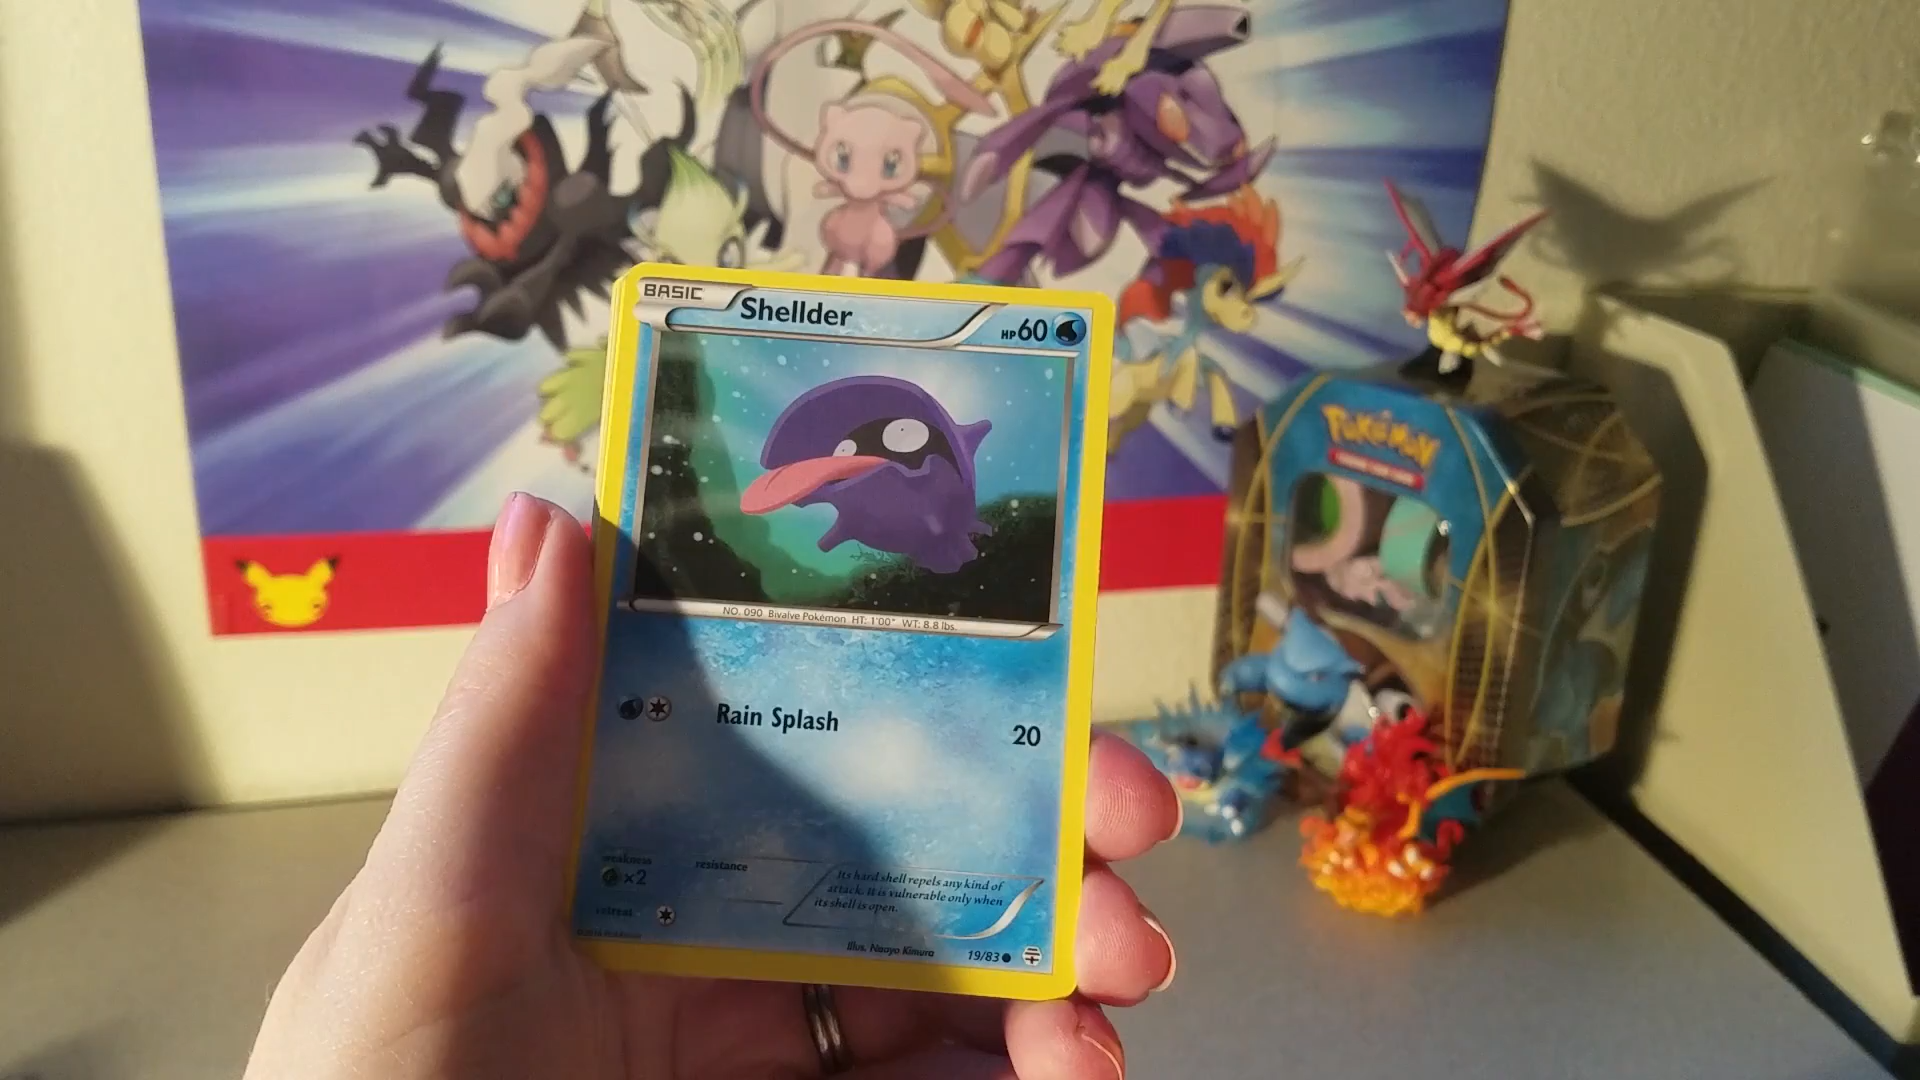 BASIC
Shellder
HP60
NO. 090 Bivalve Pokémon HT: 1'00" WT: 8.8 lbs.
Rain Splash
20
weakness
×2
resistance
retreat
Its hard shell repels any kind of
attack. It is vulnerable only when
its shell is open.
©2016 Pokémon
Illus. Naoyo Kimura
19/83
POKÉMON